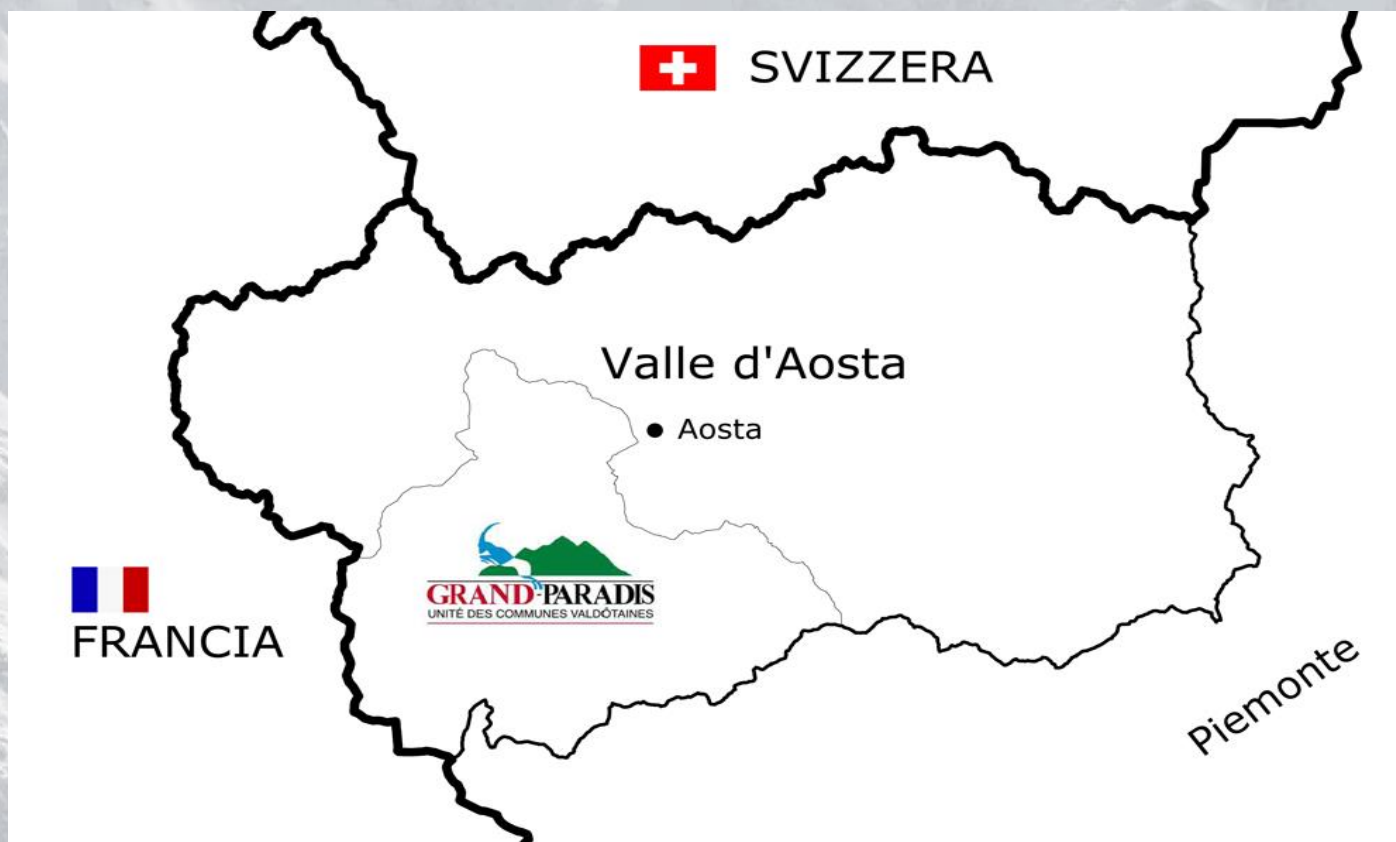 SVIZZERA
Valle d'Aosta
Aosta
GRAND-PARADIS
UNITÉ DES COMMUNES VALDÔTAINES
FRANCIA
Piemonte